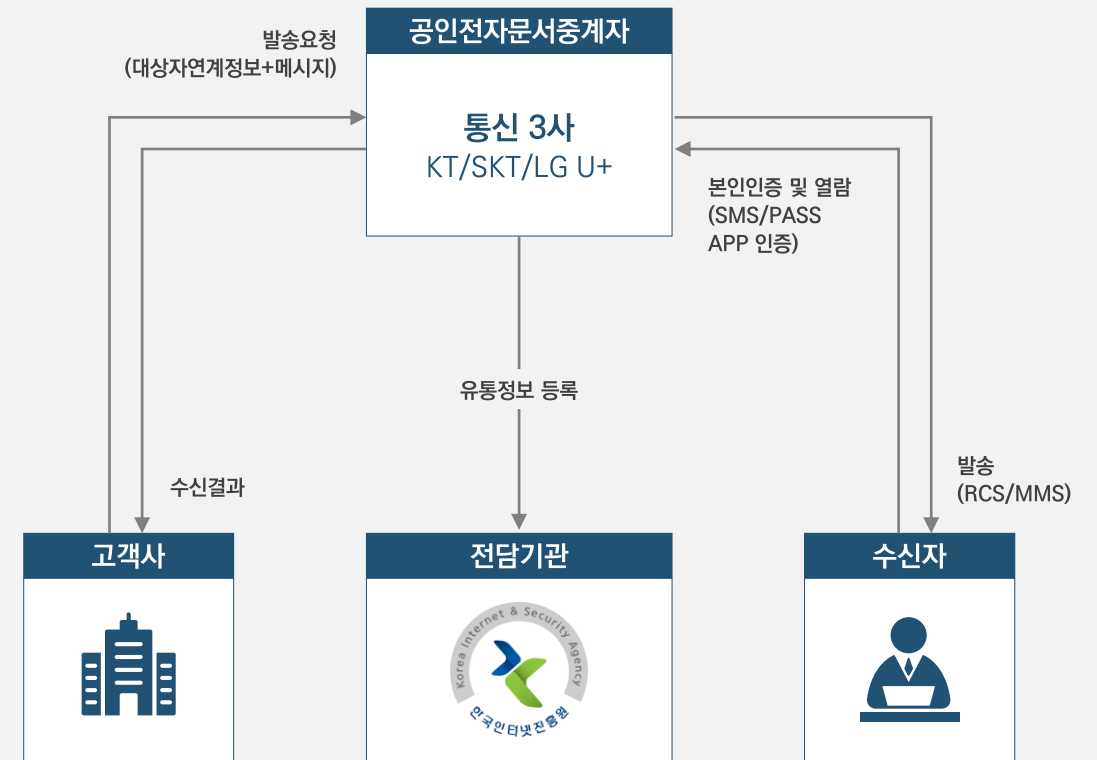 공인전자문서중계자
발송요청
(대상자연계정보+메시지)
통신 3사
KT/SKT/LG U+
본인인증 및 열람
(SMS/PASS
APP 인증)
유통정보 등록
수신결과
발송
(RCS/MMS)
고객사
전담기관
수신자
Korea Internet & Security Agency
한국인터넷진흥원